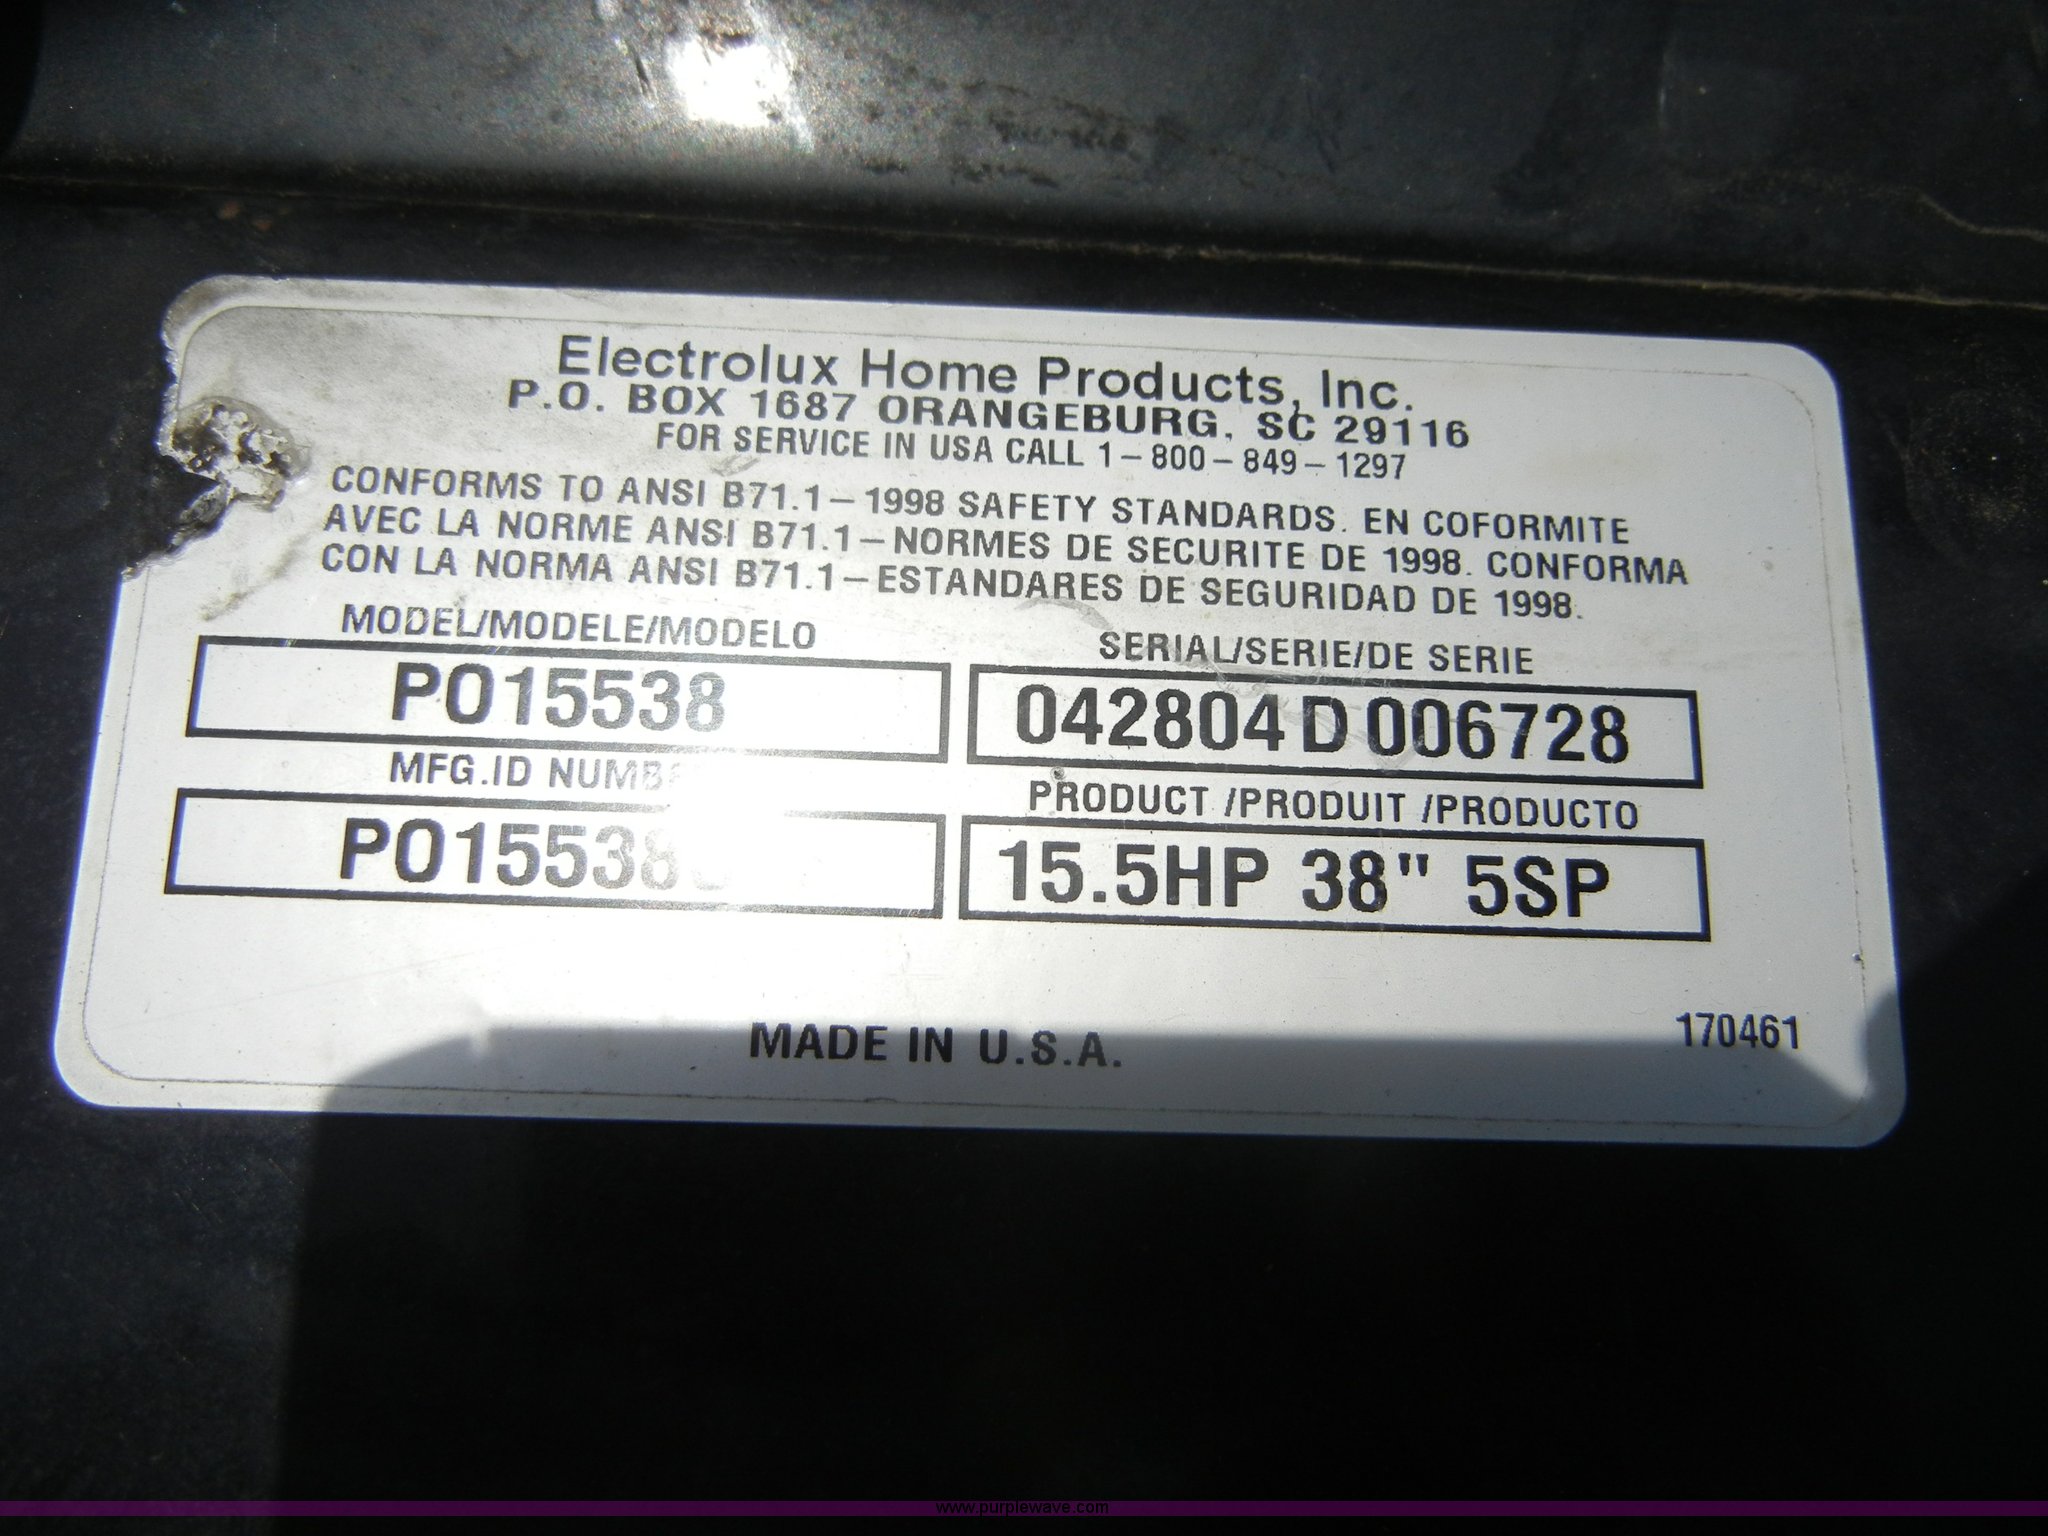 Electrolux Home Products, Inc.
P.O. BOX 1687 ORANGEBURG, SC 29116
FOR SERVICE IN USA CALL 1-800-849-1297
CONFORMS TO ANSI B71.1-1998 SAFETY STANDARDS. EN COFORMITE
AVEC LA NORME ANSI B71.1-NORMES DE SECURITE DE 1998. CONFORMA
CON LA NORMA ANSI B71.1-ESTANDARES DE SEGURIDAD DE 1998.
MODEL/MODELE/MODELO
PO15538
SERIAL/SERIE/DE SERIE
042804 D 006728
MFG.ID
PRODUCT /PRODUIT /PRODUCTO
15.5HP 38" 5SP
MADE IN U.S.A.
170461
www.purplewave.com